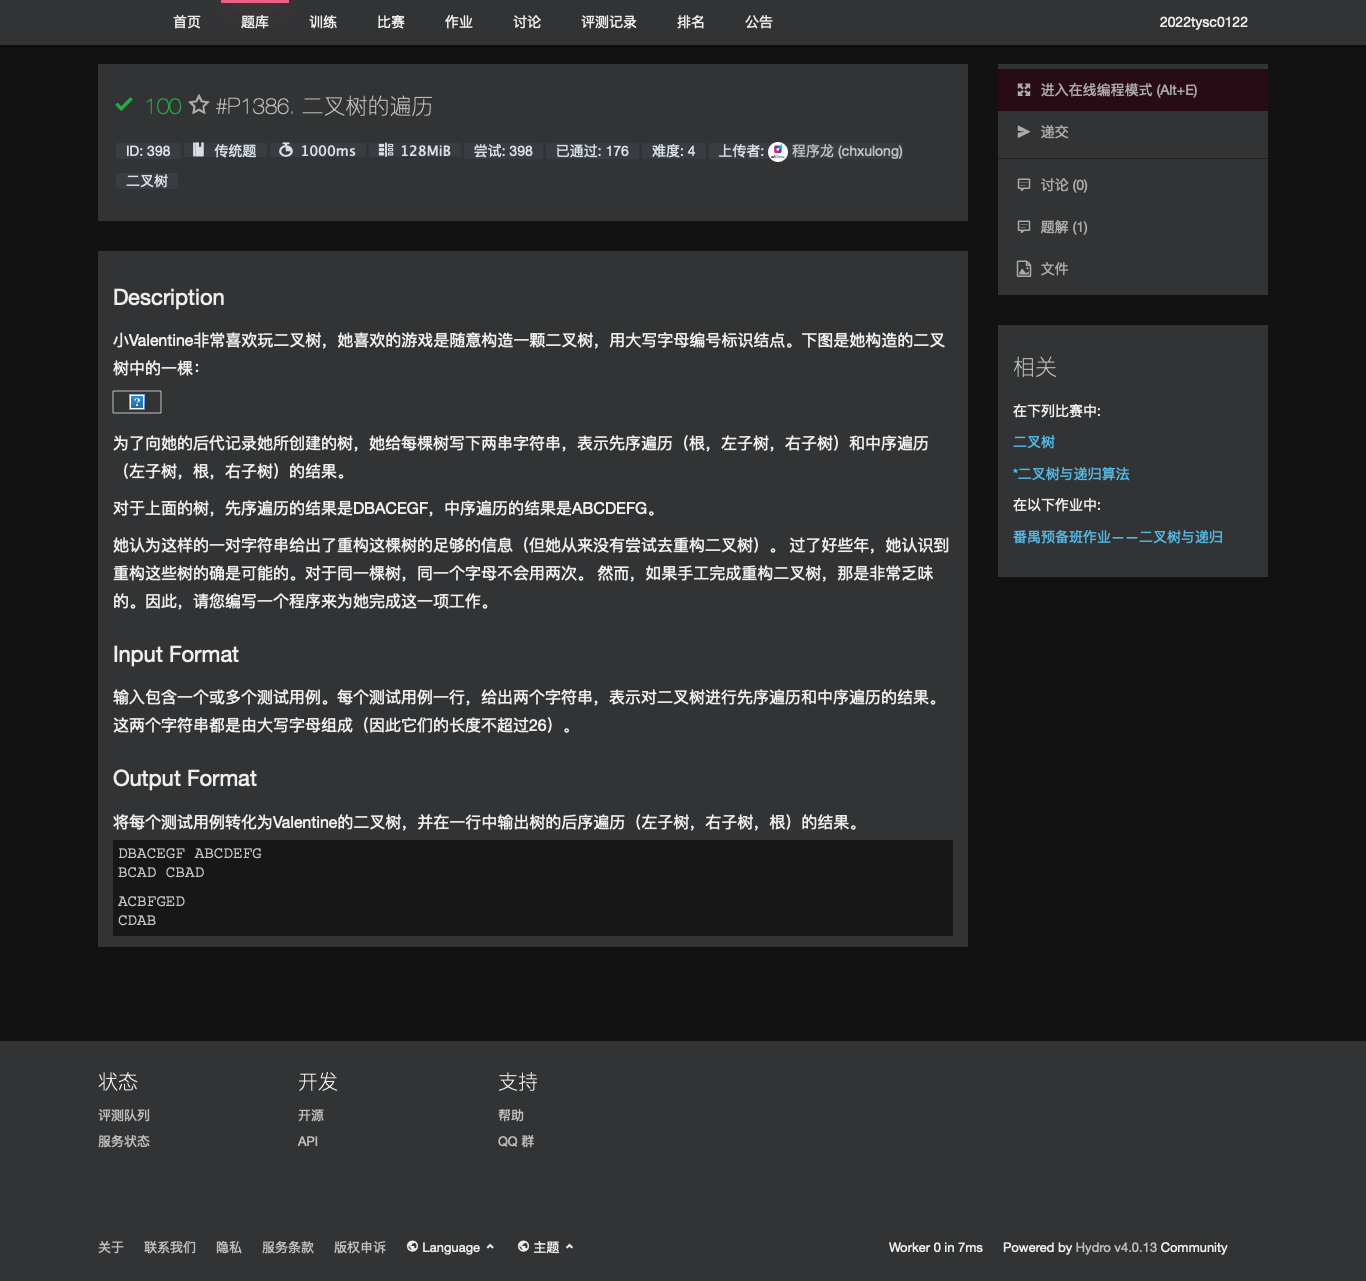 首页 题库 训练 比赛 作业 讨论 评测记录 排名 公告 2022tysc0122
100 #P1386. 二叉树的遍历
ID: 398 传统题 1000ms 128MiB 尝试: 398 已通过: 176 难度: 4 上传者: 程序龙 (chxulong)
二叉树
Description
小Valentine非常喜欢玩二叉树，她喜欢的游戏是随意构造一颗二叉树，用大写字母编号标识结点。下图是她构造的二叉
树中的一棵：
为了向她的后代记录她所创建的树，她给每棵树写下两串字符串，表示先序遍历（根，左子树，右子树）和中序遍历
（左子树，根，右子树）的结果。
对于上面的树，先序遍历的结果是DBACEGF，中序遍历的结果是ABCDEFG。
她认为这样的一对字符串给出了重构这棵树的足够的信息（但她从来没有尝试去重构二叉树）。 过了好些年，她认识到
重构这些树的确是可能的。对于同一棵树，同一个字母不会用两次。 然而，如果手工完成重构二叉树，那是非常乏味
的。因此，请您编写一个程序来为她完成这一项工作。
Input Format
输入包含一个或多个测试用例。每个测试用例一行，给出两个字符串，表示对二叉树进行先序遍历和中序遍历的结果。
这两个字符串都是由大写字母组成（因此它们的长度不超过26）。
Output Format
将每个测试用例转化为Valentine的二叉树，并在一行中输出树的后序遍历（左子树，右子树，根）的结果。
DBACEGF ABCDEFG
BCAD CBAD
ACBFGED
CDAB
进入在线编程模式 (Alt+E)
递交
讨论 (0)
题解 (1)
文件
相关
在下列比赛中:
二叉树
*二叉树与递归算法
在以下作业中:
番禺预备班作业——二叉树与递归
状态 开发 支持
评测队列 开源 帮助
服务状态 API QQ 群
关于 联系我们 隐私 服务条款 版权申诉 Language 主题 Worker 0 in 7ms Powered by Hydro v4.0.13 Community